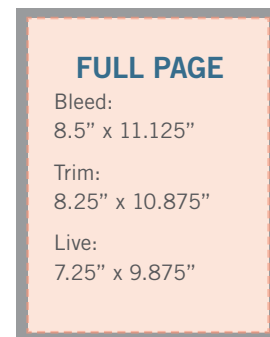 FULL PAGE
Bleed:
8.5” x 11.125”
Trim:
8.25” x 10.875”
Live:
7.25” x 9.875”